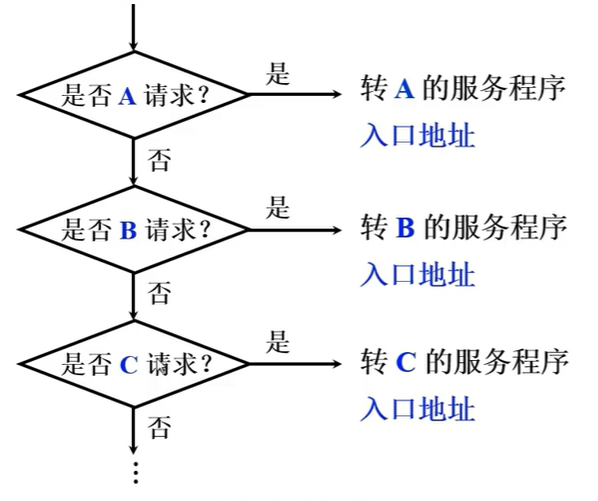 是否 A 请求？
是
转 A 的服务程序
入口地址
否
是否 B 请求？
是
转 B 的服务程序
入口地址
否
是否 C 请求？
是
转 C 的服务程序
入口地址
否
⋮